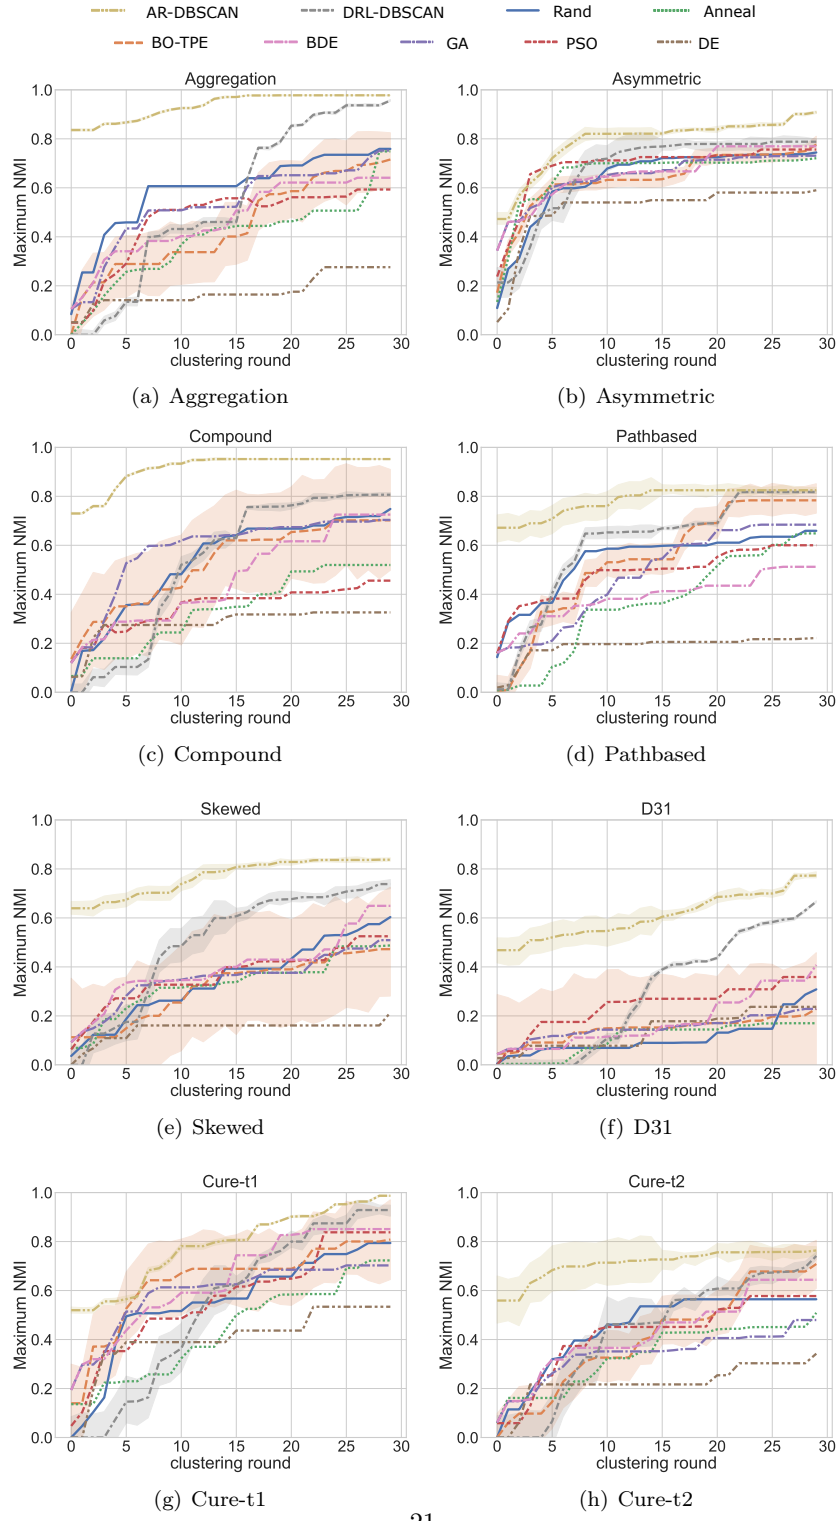 AR-DBSCAN DRL-DBSCAN Rand Anneal
BO-TPE BDE GA PSO DE
Aggregation Asymmetric
Maximum NMI
1.0
0.8
0.6
0.4
0.2
0.0
0 5 10 15 20 25 30
clustering round
Maximum NMI
1.0
0.8
0.6
0.4
0.2
0.0
0 5 10 15 20 25 30
clustering round
(a) Aggregation (b) Asymmetric
Compound Pathbased
Maximum NMI
1.0
0.8
0.6
0.4
0.2
0.0
0 5 10 15 20 25 30
clustering round
Maximum NMI
1.0
0.8
0.6
0.4
0.2
0.0
0 5 10 15 20 25 30
clustering round
(c) Compound (d) Pathbased
Skewed D31
Maximum NMI
1.0
0.8
0.6
0.4
0.2
0.0
0 5 10 15 20 25 30
clustering round
Maximum NMI
1.0
0.8
0.6
0.4
0.2
0.0
0 5 10 15 20 25 30
clustering round
(e) Skewed (f) D31
Cure-t1 Cure-t2
Maximum NMI
1.0
0.8
0.6
0.4
0.2
0.0
0 5 10 15 20 25 30
clustering round
Maximum NMI
1.0
0.8
0.6
0.4
0.2
0.0
0 5 10 15 20 25 30
clustering round
(g) Cure-t1 (h) Cure-t2